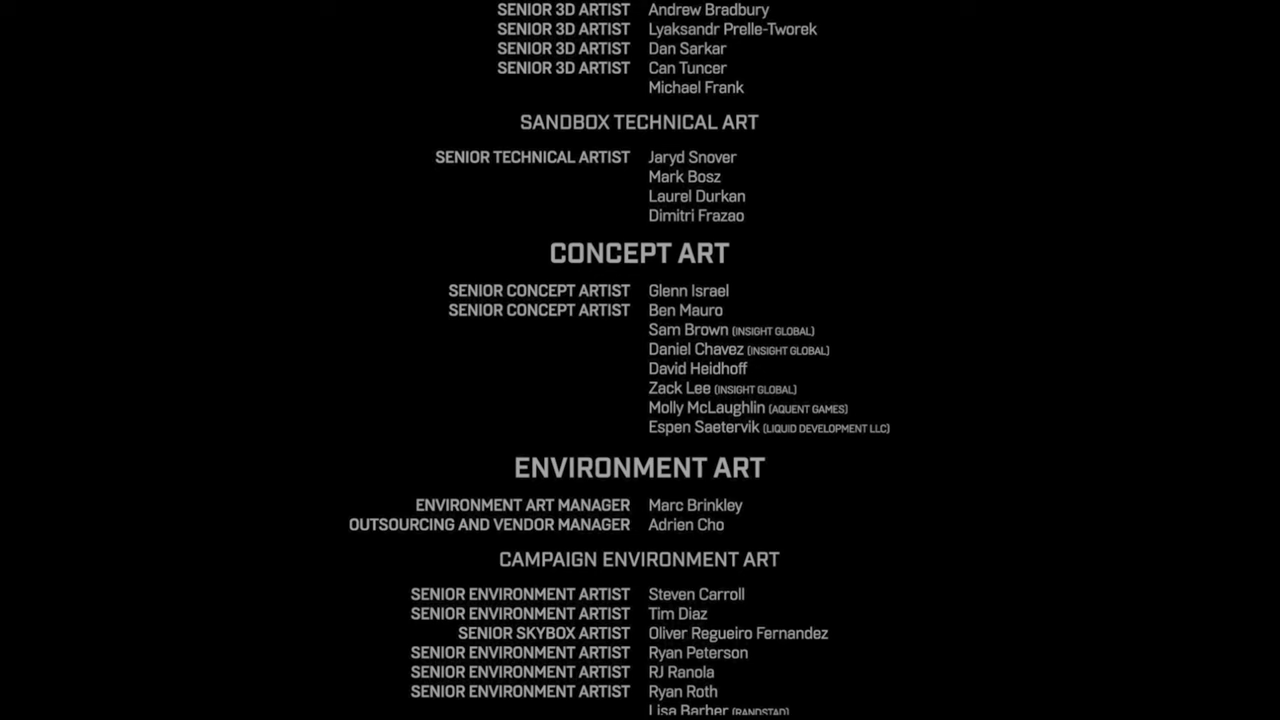 SENIOR 3D ARTIST Andrew Bradbury
SENIOR 3D ARTIST Lyaksandr Prelle-Tworek
SENIOR 3D ARTIST Dan Sarkar
SENIOR 3D ARTIST Can Tuncer
Michael Frank
SANDBOX TECHNICAL ART
SENIOR TECHNICAL ARTIST Jaryd Snover
Mark Bosz
Laurel Durkan
Dimitri Frazao
CONCEPT ART
SENIOR CONCEPT ARTIST Glenn Israel
SENIOR CONCEPT ARTIST Ben Mauro
Sam Brown (INSIGHT GLOBAL)
Daniel Chavez (INSIGHT GLOBAL)
David Heidhoff
Zack Lee (INSIGHT GLOBAL)
Molly McLaughlin (AQUENT GAMES)
Espen Saetervik (LIQUID DEVELOPMENT LLC)
ENVIRONMENT ART
ENVIRONMENT ART MANAGER Marc Brinkley
OUTSOURCING AND VENDOR MANAGER Adrien Cho
CAMPAIGN ENVIRONMENT ART
SENIOR ENVIRONMENT ARTIST Steven Carroll
SENIOR ENVIRONMENT ARTIST Tim Diaz
SENIOR SKYBOX ARTIST Oliver Regueiro Fernandez
SENIOR ENVIRONMENT ARTIST Ryan Peterson
SENIOR ENVIRONMENT ARTIST RJ Ranola
SENIOR ENVIRONMENT ARTIST Ryan Roth
Lisa Barber (RANDSTAD)